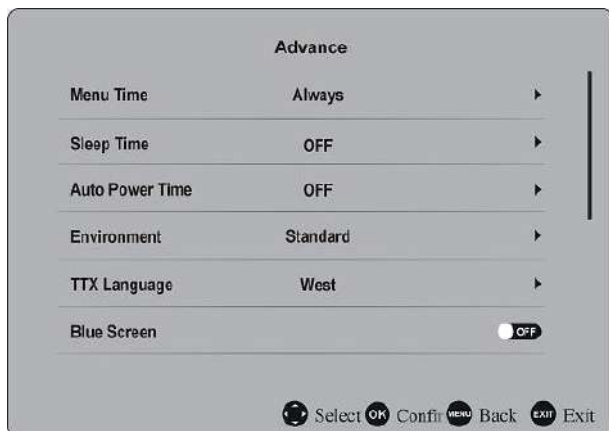 Advance
Menu Time Always
Sleep Time OFF
Auto Power Time OFF
Environment Standard
TTX Language West
Blue Screen OFF
Select OK Confir MENU Back EXIT Exit